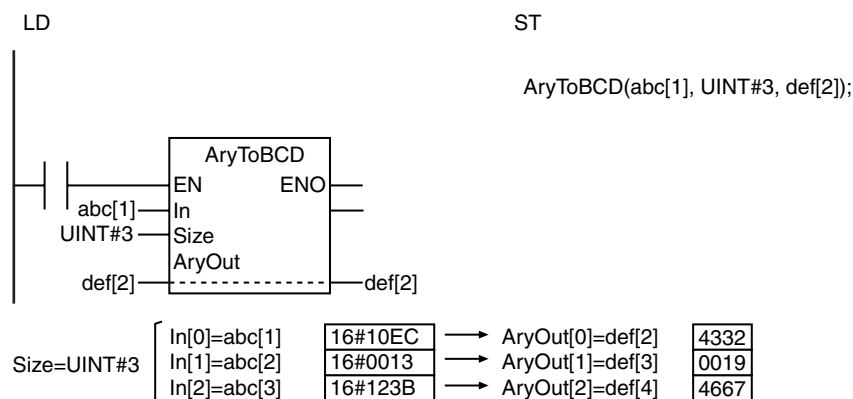 LD
ST
AryToBCD(abc[1], UINT#3, def[2]);
AryToBCD
EN ENO
abc[1] In
UINT#3 Size
AryOut
def[2] def[2]
Size=UINT#3
In[0]=abc[1] 16#10EC AryOut[0]=def[2] 4332
In[1]=abc[2] 16#0013 AryOut[1]=def[3] 0019
In[2]=abc[3] 16#123B AryOut[2]=def[4] 4667